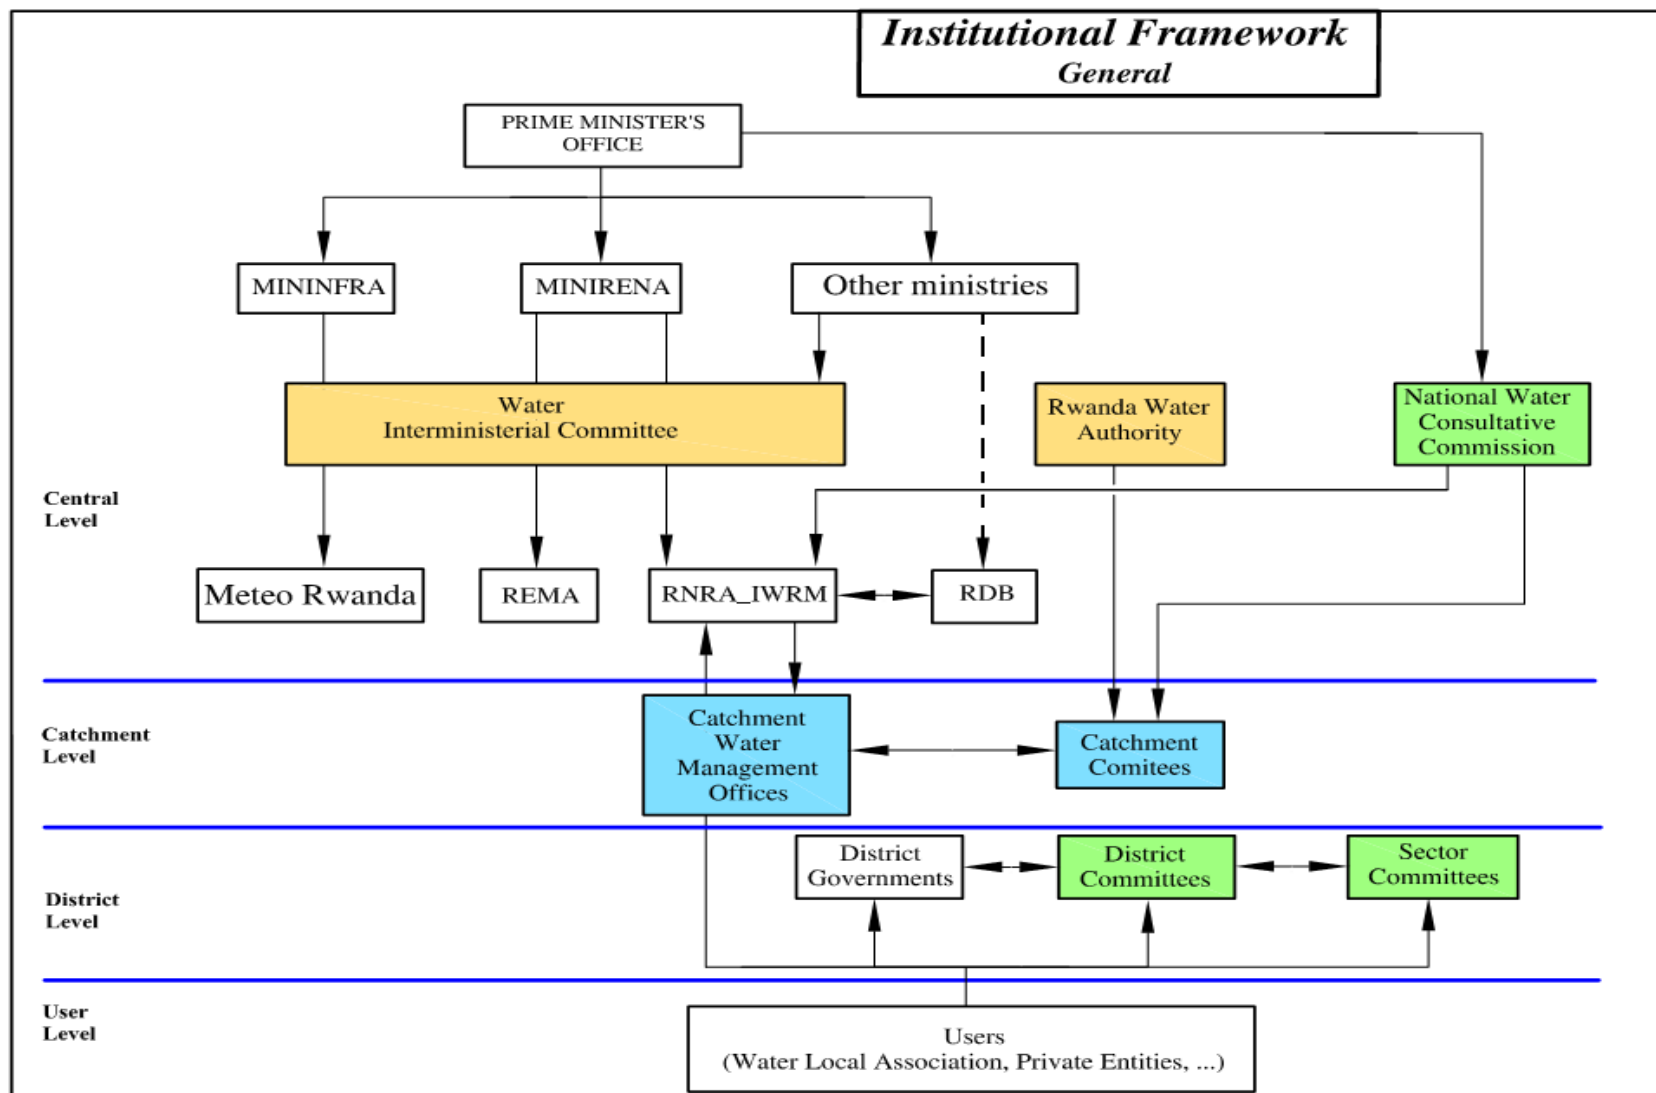 Institutional Framework
General
PRIME MINISTER'S
OFFICE
MININFRA
MINIRENA
Other ministries
Water
Interministerial Committee
Rwanda Water
Authority
National Water
Consultative
Commission
Central
Level
Meteo Rwanda
REMA
RNRA_IWRM
RDB
Catchment
Level
Catchment
Water
Management
Offices
Catchment
Comitees
District
Level
District
Governments
District
Committees
Sector
Committees
User
Level
Users
(Water Local Association, Private Entities, ...)